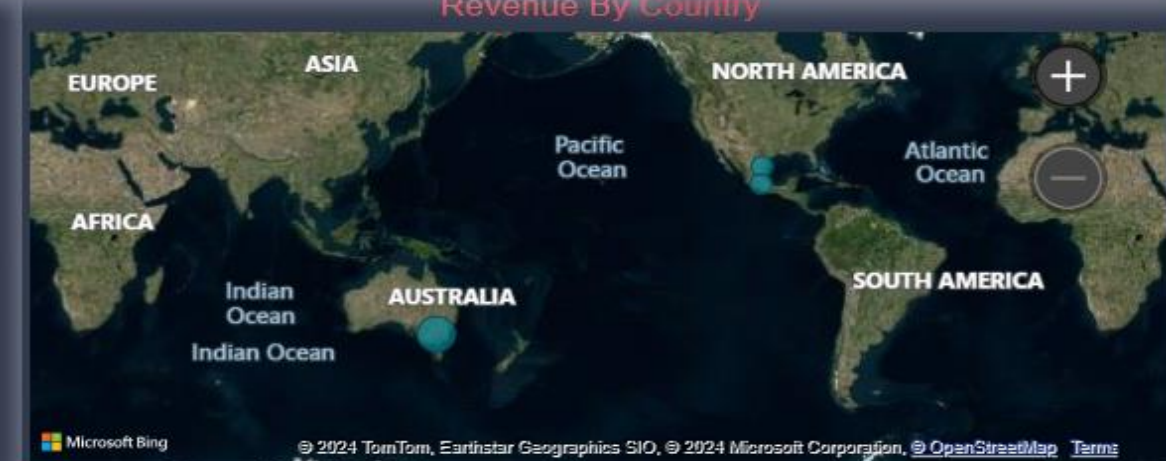 Revenue By Country
EUROPE
ASIA
NORTH AMERICA
+
Pacific
Ocean
Atlantic
Ocean
−
AFRICA
Indian
Ocean
AUSTRALIA
SOUTH AMERICA
Indian Ocean
Microsoft Bing
© 2024 TomTom, Earthstar Geographics SIO, © 2024 Microsoft Corporation, © OpenStreetMap Terms